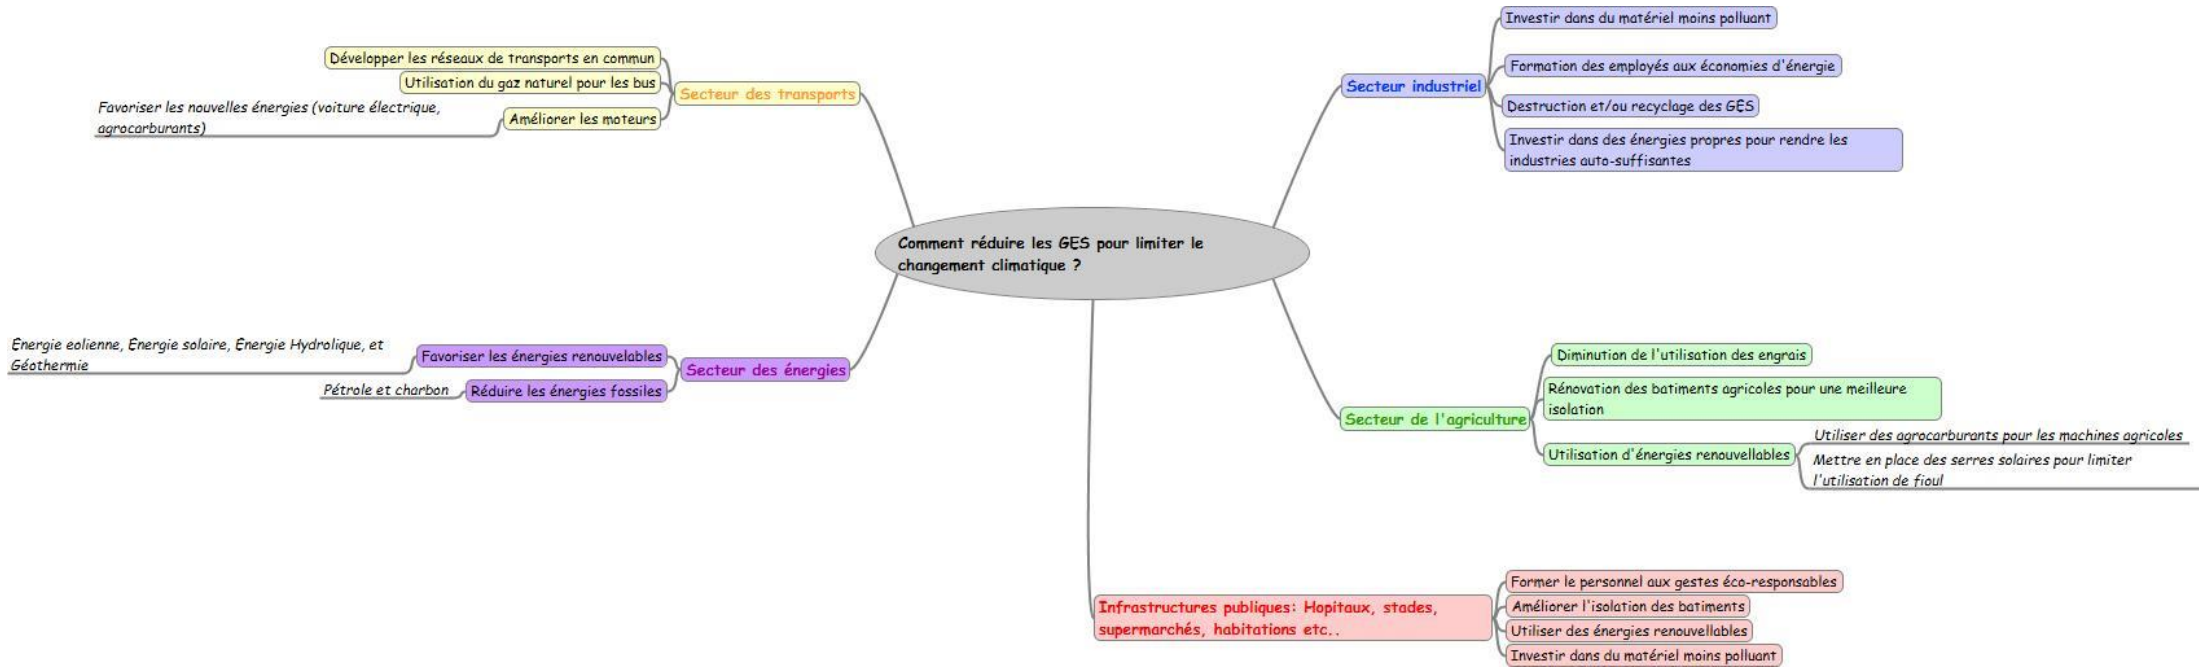 Comment réduire les GES pour limiter le
changement climatique ?
Secteur des transports
Développer les réseaux de transports en commun
Utilisation du gaz naturel pour les bus
Améliorer les moteurs
Favoriser les nouvelles énergies (voiture électrique,
agrocarburants)
Secteur des énergies
Favoriser les énergies renouvelables
Energie eolienne, Énergie solaire, Énergie Hydrolique, et
Géothermie
Réduire les énergies fossiles
Pétrole et charbon
Secteur industriel
Investir dans du matériel moins polluant
Formation des employés aux économies d'énergie
Destruction et/ou recyclage des GES
Investir dans des énergies propres pour rendre les
industries auto-suffisantes
Secteur de l'agriculture
Diminution de l'utilisation des engrais
Rénovation des batiments agricoles pour une meilleure
isolation
Utilisation d'énergies renouvellables
Utiliser des agrocarburants pour les machines agricoles
Mettre en place des serres solaires pour limiter
l'utilisation de fioul
Infrastructures publiques: Hopitaux, stades,
supermarchés, habitations etc..
Former le personnel aux gestes éco-responsables
Améliorer l'isolation des batiments
Utiliser des énergies renouvellables
Investir dans du matériel moins polluant